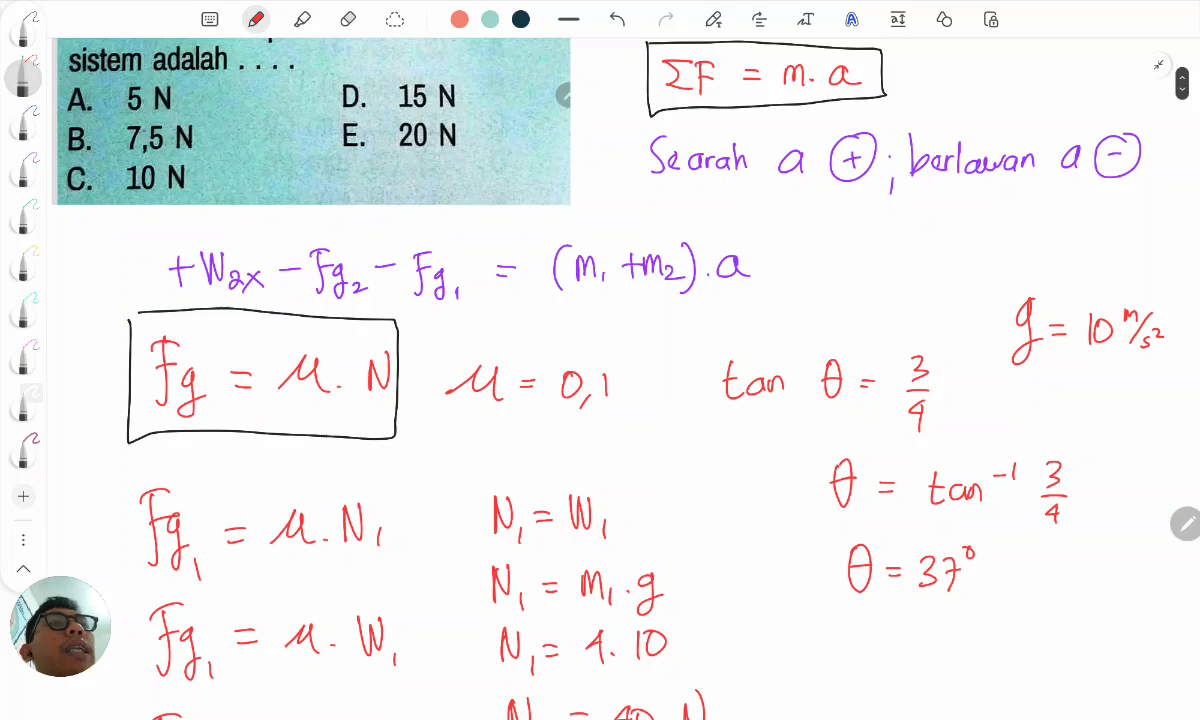 sistem adalah . . . .
A. 5 N
B. 7,5 N
C. 10 N
D. 15 N
E. 20 N
ΣF = m. a
Searah a (+) ; berlawan a (-)
+W2x − Fg2 − Fg1 = (m1 + m2) . a
Fg = μ. N
μ = 0,1
tan θ = 3/4
g = 10 m/s²
θ = tan⁻¹ 3/4
θ = 37°
Fg1 = μ. N1
N1 = W1
N1 = m1 . g
Fg1 = μ. W1
N1 = 4. 10